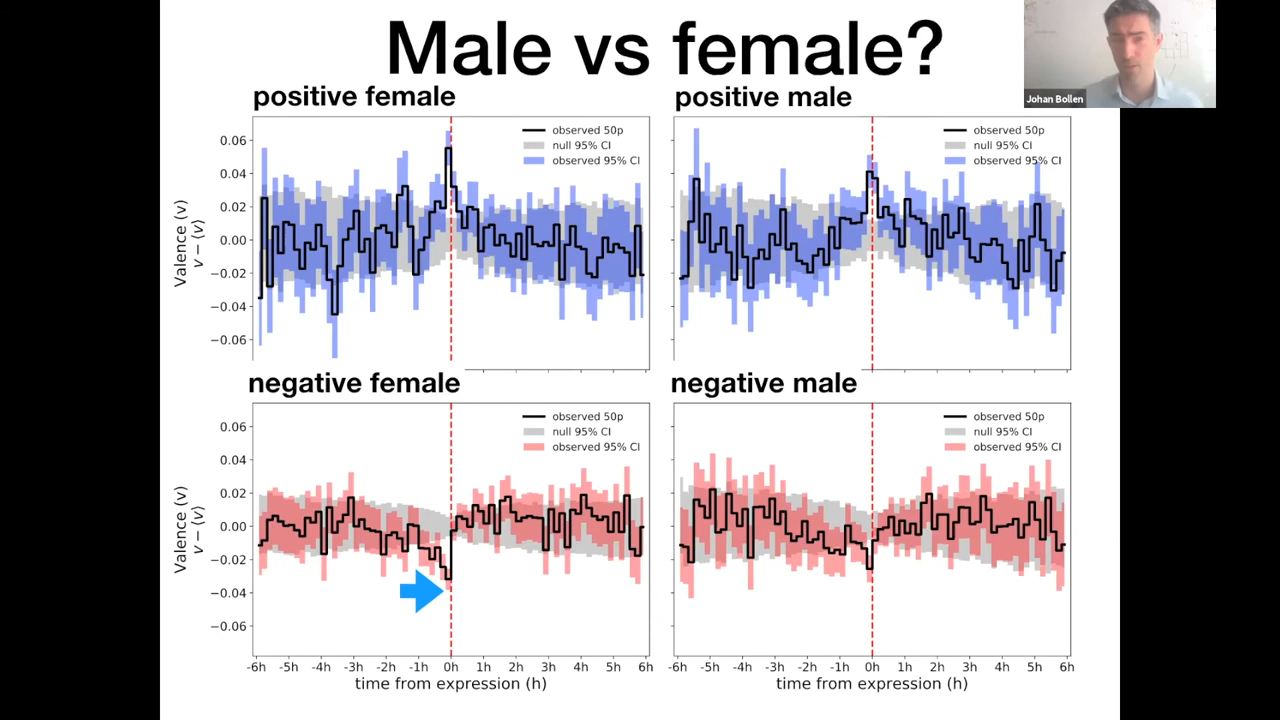 Male vs female?
Johan Bollen
positive female
positive male
observed 50p
null 95% CI
observed 95% CI
0.06
0.04
0.02
0.00
−0.02
−0.04
−0.06
Valence (v)
v − ⟨v⟩
observed 50p
null 95% CI
observed 95% CI
negative female
negative male
observed 50p
null 95% CI
observed 95% CI
0.06
0.04
0.02
0.00
−0.02
−0.04
−0.06
Valence (v)
v − ⟨v⟩
-6h -5h -4h -3h -2h -1h 0h 1h 2h 3h 4h 5h 6h
time from expression (h)
observed 50p
null 95% CI
observed 95% CI
-6h -5h -4h -3h -2h -1h 0h 1h 2h 3h 4h 5h 6h
time from expression (h)